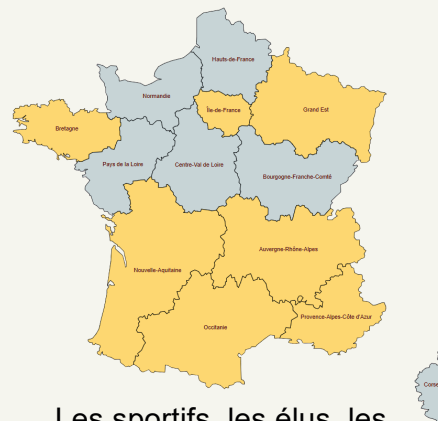 Hauts-de-France
Normandie
Île-de-France
Grand Est
Bretagne
Pays de la Loire
Centre-Val de Loire
Bourgogne-Franche-Comté
Auvergne-Rhône-Alpes
Nouvelle-Aquitaine
Provence-Alpes-Côte d'Azur
Occitanie
Les sportifs, les élus, les